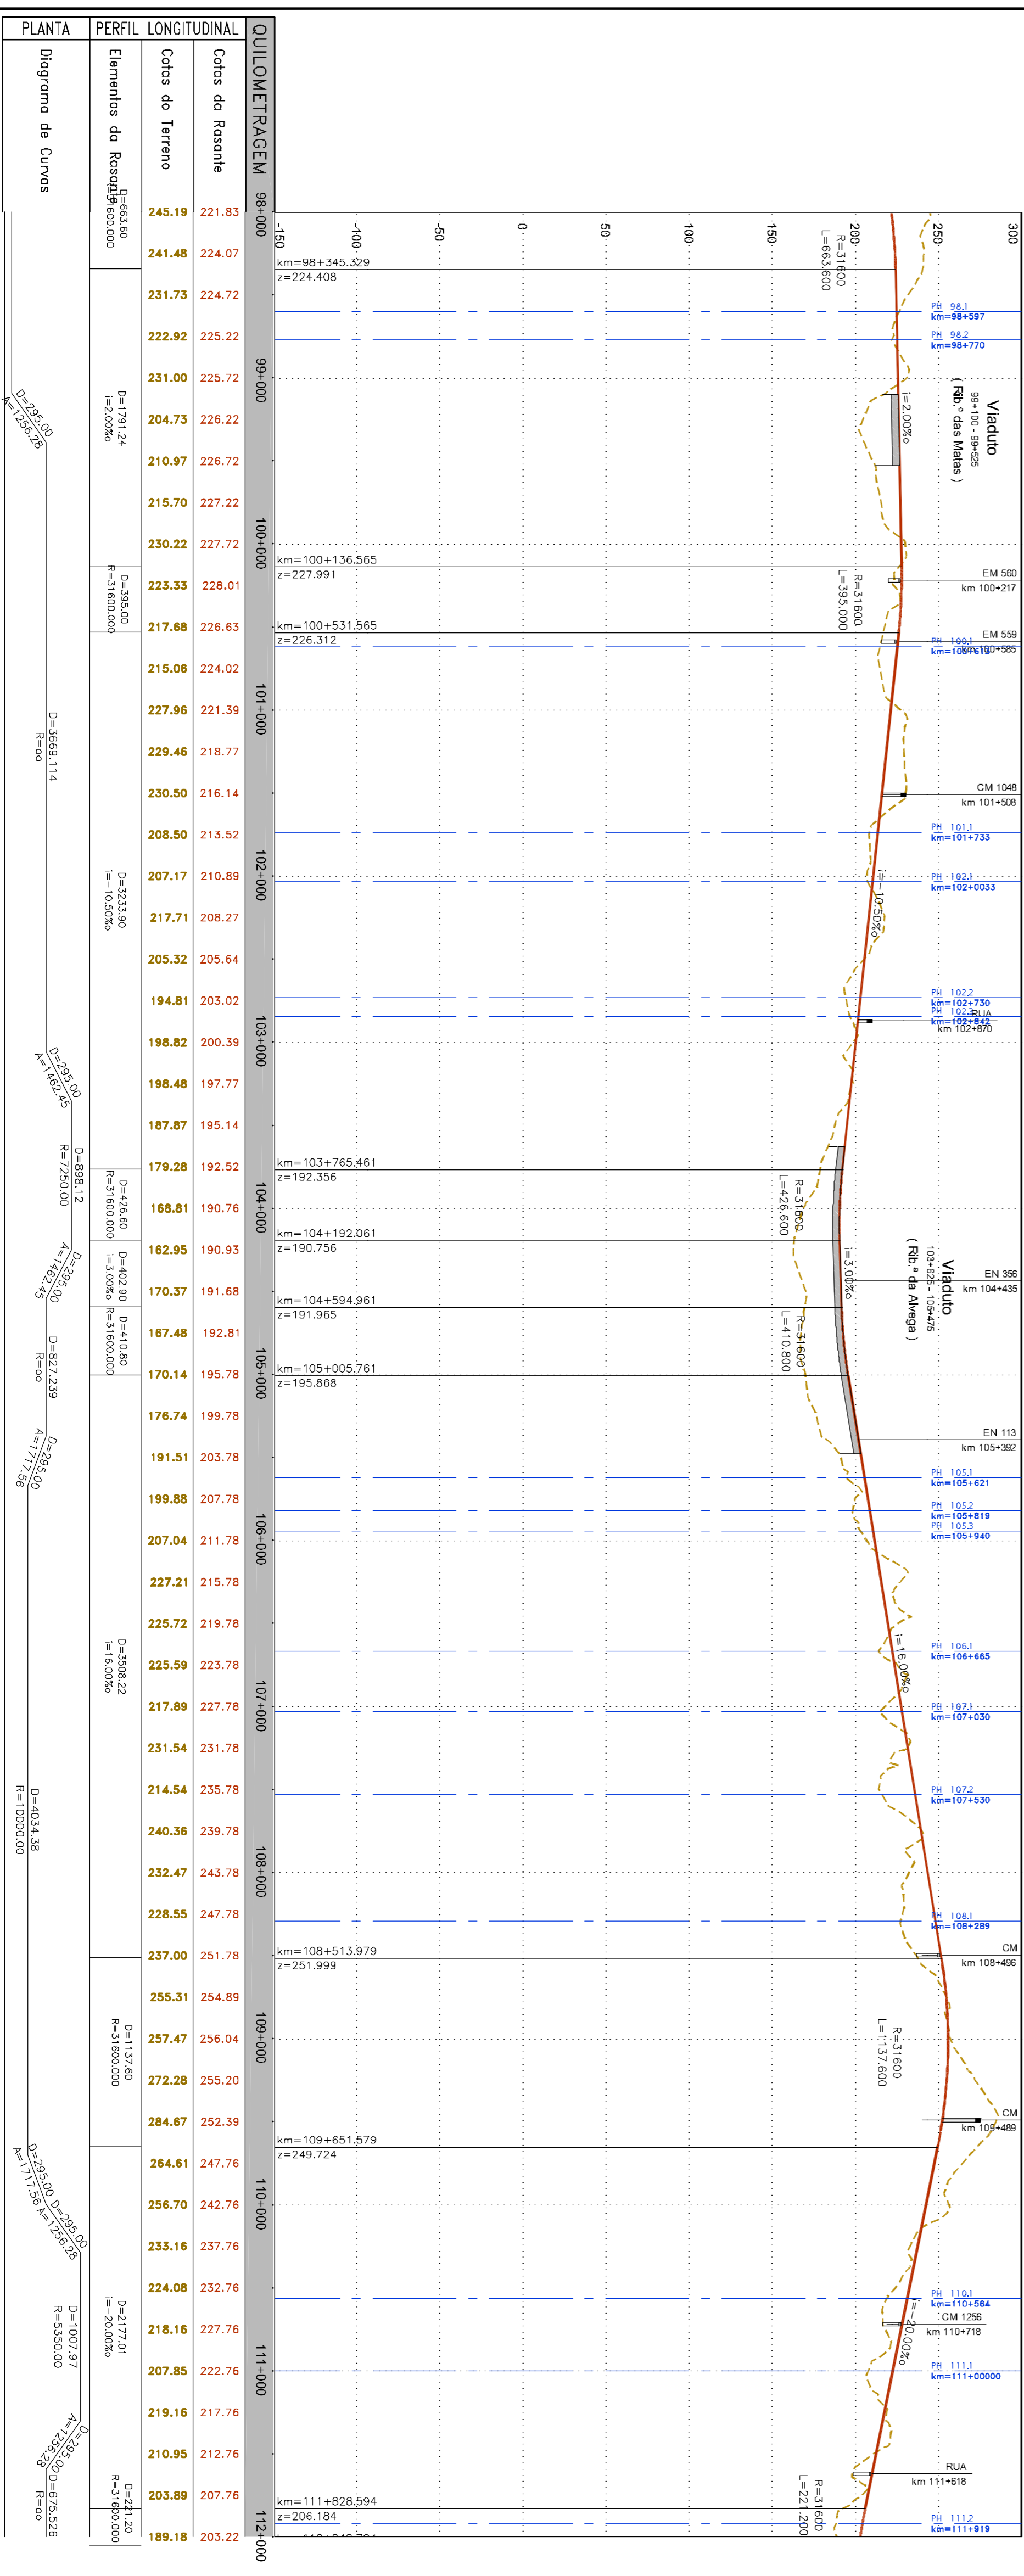 PLANTA
PERFIL LONGITUDINAL
QUILOMETRAGEM
Diagrama de Curvas
Elementos da Rasante
Cotas do Terreno
Cotas da Rasante
300
250
200
150
100
50
0
-50
-100
-150
98+000
99+000
100+000
101+000
102+000
103+000
104+000
105+000
106+000
107+000
108+000
109+000
110+000
111+000
112+000
245.19 221.83
241.48 224.07
231.73 224.72
222.92 225.22
231.00 225.72
204.73 226.22
210.97 226.72
215.70 227.22
230.22 227.72
223.33 228.01
217.68 226.63
215.06 224.02
227.96 221.39
229.46 218.77
230.50 216.14
208.50 213.52
207.17 210.89
217.71 208.27
205.32 205.64
194.81 203.02
198.82 200.39
198.48 197.77
187.87 195.14
179.28 192.52
168.81 190.76
162.95 190.93
170.37 191.68
167.48 192.81
170.14 195.78
176.74 199.78
191.51 203.78
199.88 207.78
207.04 211.78
227.21 215.78
225.72 219.78
225.59 223.78
217.89 227.78
231.54 231.78
214.54 235.78
240.36 239.78
232.47 243.78
228.55 247.78
237.00 251.78
255.31 254.89
257.47 256.04
272.28 255.20
284.67 252.39
264.61 247.76
256.70 242.76
233.16 237.76
224.08 232.76
218.16 227.76
207.85 222.76
219.16 217.76
210.95 212.76
203.89 207.76
189.18 203.22
km=98+345.329
z=224.408
km=100+136.565
z=227.991
km=100+531.565
z=226.312
km=103+765.461
z=192.356
km=104+192.061
z=190.756
km=104+594.961
z=191.965
km=105+005.761
z=195.868
km=108+513.979
z=251.999
km=109+651.579
z=249.724
km=111+828.594
z=206.184
R=31600
L=663.600
i=2.00%o
R=31600
L=395.000
i=-10.50%o
R=31600
L=426.600
i=3.00%o
R=31600
L=410.800
i=16.00%o
R=31600
L=1137.600
i=-20.00%o
R=31600
L=221.200
Viaduto
99+100 - 99+525
( Rib.º das Matas )
Viaduto
103+625 - 105+475
( Rib.ª da Alvega )
PH 98.1
km=98+597
PH 98.2
km=98+770
EM 560
km 100+217
EM 559
km 100+585
PH 100.1
CM 1048
km 101+508
PH 101.1
km=101+733
PH 102.1
km=102+0033
PH 102.2
km=102+730
km=102+842
RUA
km 102+870
EN 356
km 104+435
EN 113
km 105+392
PH 105.1
km=105+621
PH 105.2
km=105+819
PH 105.3
km=105+940
PH 106.1
km=106+665
PH 107.1
km=107+030
PH 107.2
km=107+530
PH 108.1
km=108+289
CM
km 108+496
CM
km 109+489
PH 110.1
km=110+564
CM 1256
km 110+718
PH 111.1
km=111+00000
RUA
km 111+618
PH 111.2
km=111+919
D=663.60
R=31600.000
D=1791.24
i=2.00%o
D=395.00
R=31600.000
D=3233.90
i=-10.50%o
D=426.60
R=31600.000
D=402.90
i=3.00%o
D=410.80
R=31600.000
D=3508.22
i=16.00%o
D=1137.60
R=31600.000
D=2177.01
i=-20.00%o
D=221.20
R=31600.000
D=295.00
A=1256.28
D=3669.114
R=oo
D=295.00
A=1462.45
D=898.12
R=7250.00
D=295.00
A=1462.45
D=827.239
R=oo
D=295.00
A=1717.56
D=4034.38
R=10000.00
D=295.00
A=1717.56
D=295.00
A=1256.28
D=1007.97
R=5350.00
D=295.00
A=1256.28
D=675.526
R=oo